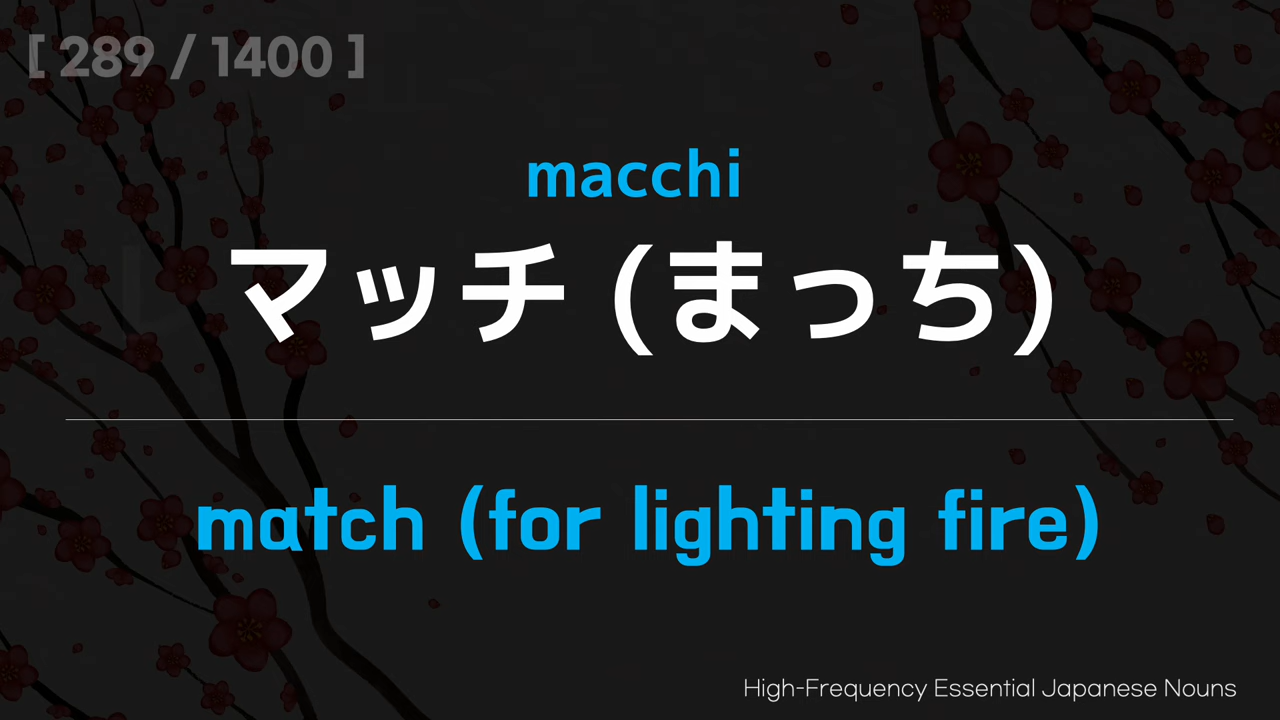 [ 289 / 1400 ]
macchi
マッチ (まっち)
match (for lighting fire)
High-Frequency Essential Japanese Nouns